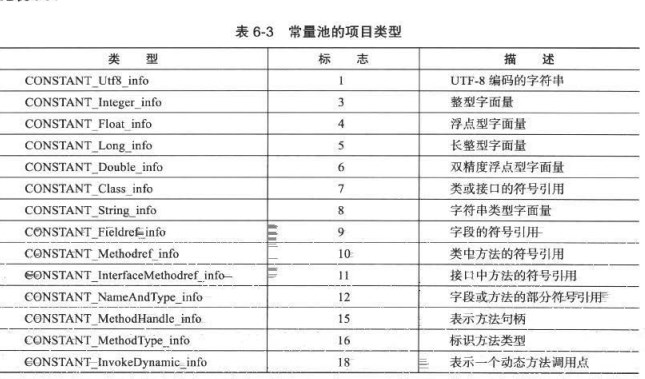 表 6-3 常量池的项目类型
类 型 标 志 描 述
CONSTANT_Utf8_info 1 UTF-8 编码的字符串
CONSTANT_Integer_info 3 整型字面量
CONSTANT_Float_info 4 浮点型字面量
CONSTANT_Long_info 5 长整型字面量
CONSTANT_Double_info 6 双精度浮点型字面量
CONSTANT_Class_info 7 类或接口的符号引用
CONSTANT_String_info 8 字符串类型字面量
CONSTANT_Fieldref_info 9 字段的符号引用
CONSTANT_Methodref_info 10 类中方法的符号引用
CONSTANT_InterfaceMethodref_info 11 接口中方法的符号引用
CONSTANT_NameAndType_info 12 字段或方法的部分符号引用
CONSTANT_MethodHandle_info 15 表示方法句柄
CONSTANT_MethodType_info 16 标识方法类型
CONSTANT_InvokeDynamic_info 18 表示一个动态方法调用点